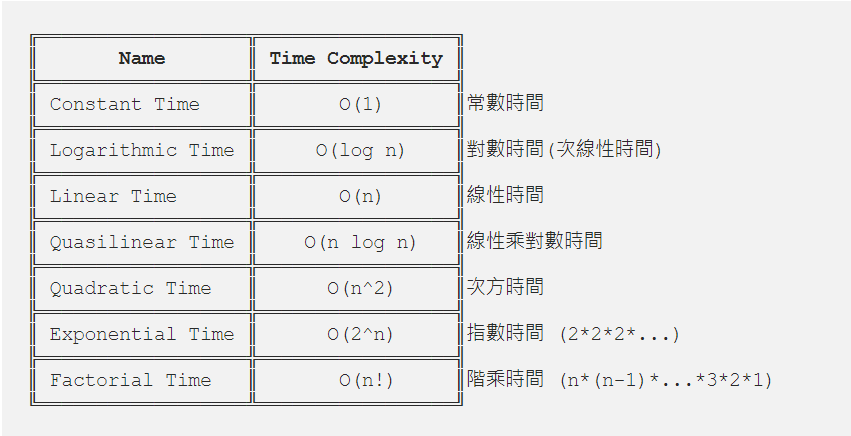 Name Time Complexity
Constant Time O(1) 常數時間
Logarithmic Time O(log n) 對數時間(次線性時間)
Linear Time O(n) 線性時間
Quasilinear Time O(n log n) 線性乘對數時間
Quadratic Time O(n^2) 次方時間
Exponential Time O(2^n) 指數時間 (2*2*2*...)
Factorial Time O(n!) 階乘時間 (n*(n-1)*...*3*2*1)